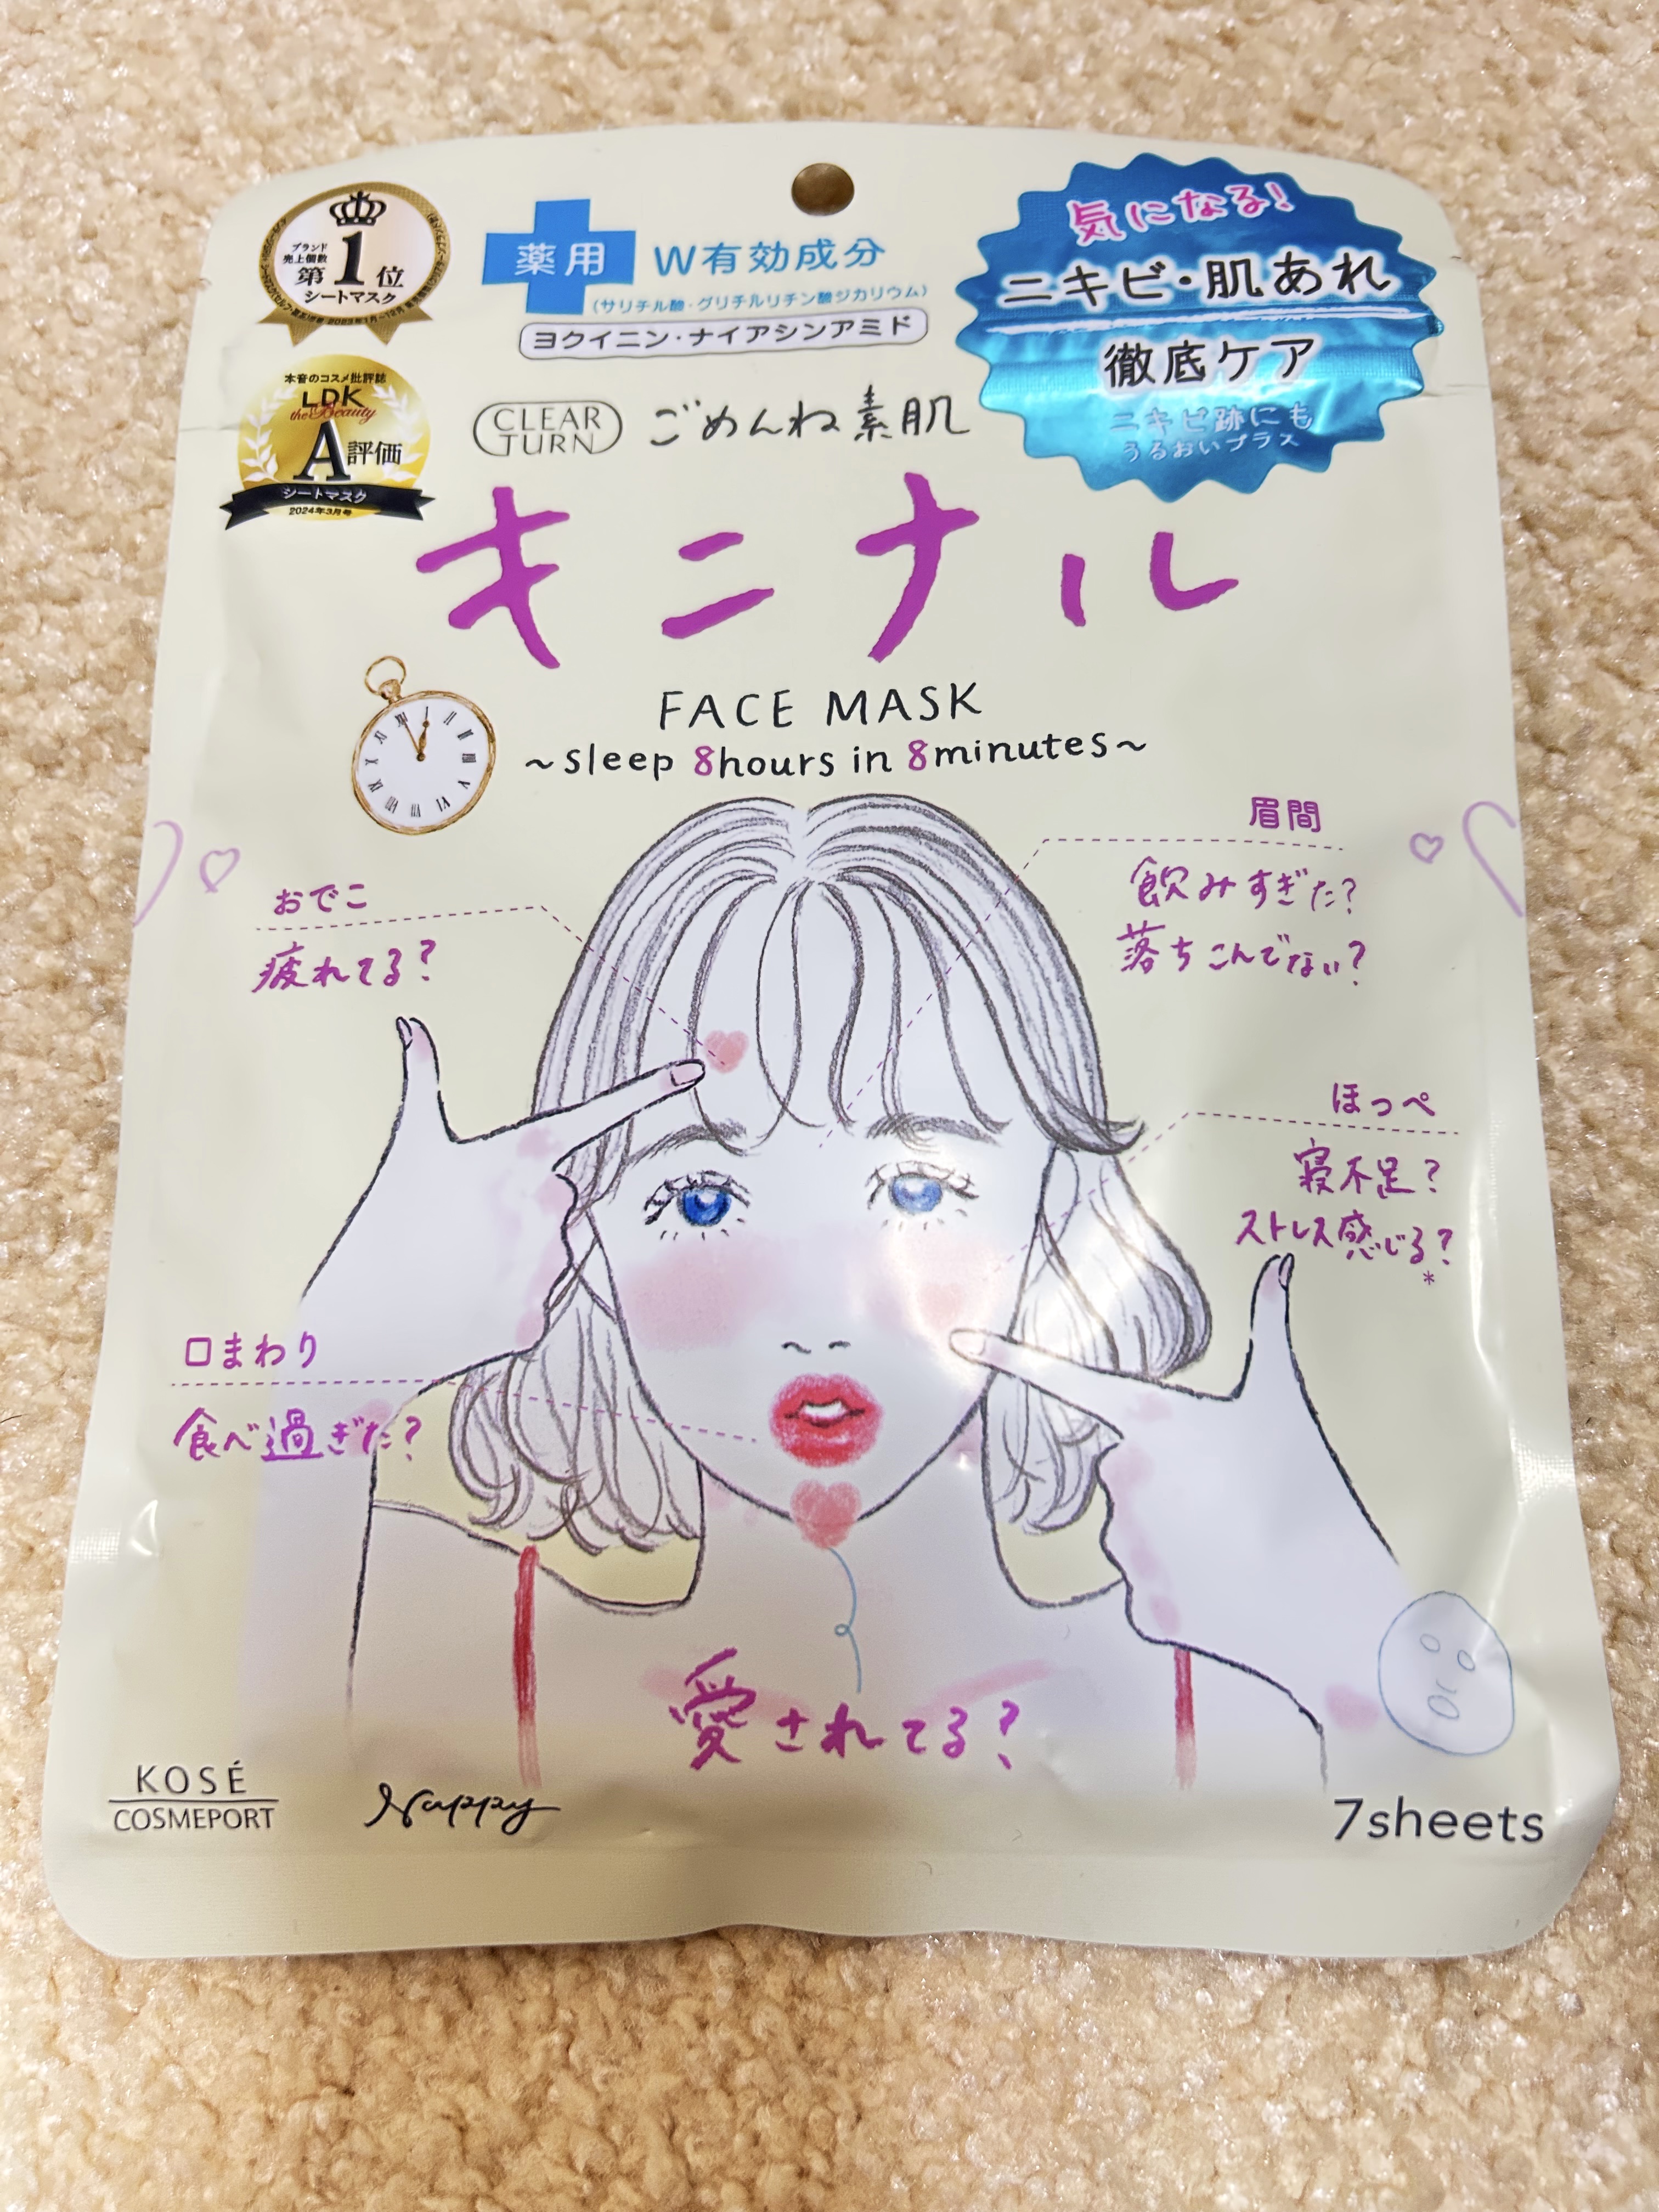 ブランド
売上個数
第1位
シートマスク
薬用
W有効成分
(サリチル酸・グリチルリチン酸ジカリウム)
ヨクイニン・ナイアシンアミド
気になる!
ニキビ・肌あれ
徹底ケア
ニキビ跡にも
うるおいプラス
本音のコスメ批評誌
LDK
the Beauty
A評価
シートマスク
2024年3月号
CLEAR
TURN
ごめんね素肌
キニナル
FACE MASK
~sleep 8hours in 8minutes~
眉間
飲みすぎた?
落ちこんでない?
おでこ
疲れてる?
ほっぺ
寝不足?
ストレス感じる?
*
口まわり
食べ過ぎた?
愛されてる?
KOSÉ
COSMEPORT
Nappy
7sheets